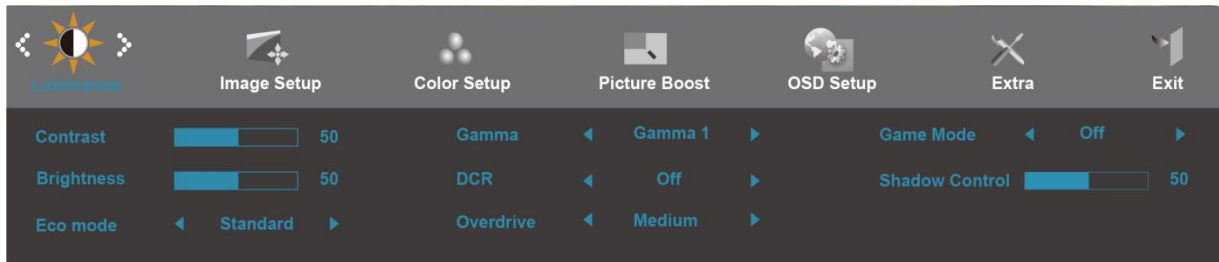 Luminance Image Setup Color Setup Picture Boost OSD Setup Extra Exit
Contrast 50 Gamma Gamma 1 Game Mode Off
Brightness 50 DCR Off Shadow Control 50
Eco mode Standard Overdrive Medium